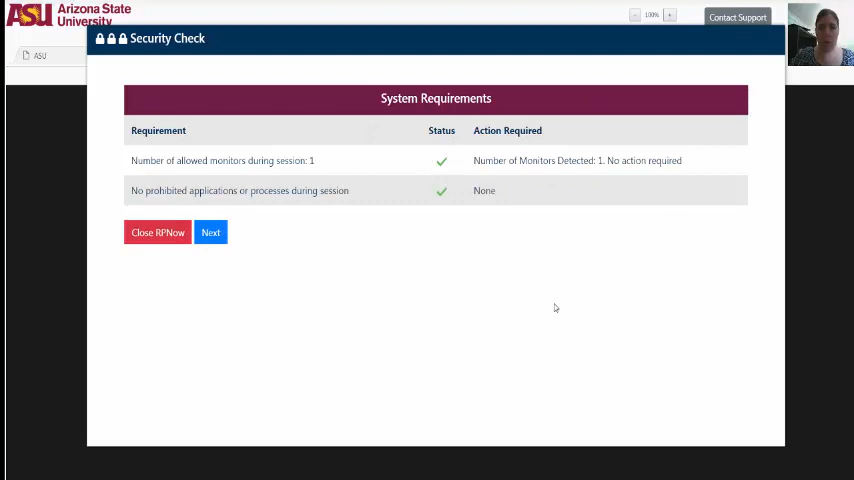 ASU Arizona State
University
- 100% +
Contact Support
Security Check
ASU
System Requirements
Requirement Status Action Required
Number of allowed monitors during session: 1 Number of Monitors Detected: 1. No action required
No prohibited applications or processes during session None
Close RPNow Next